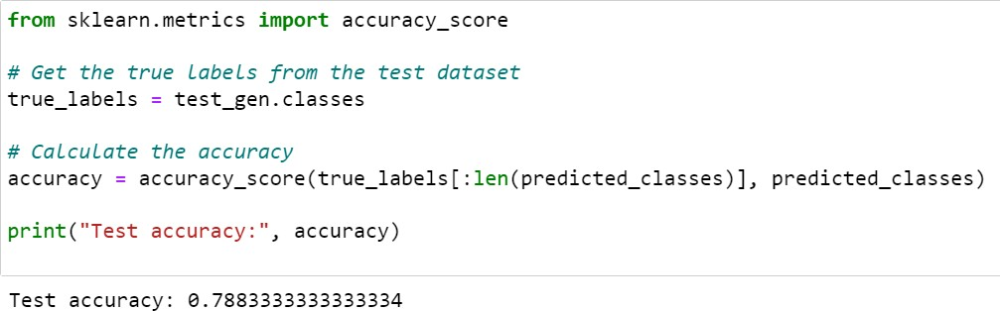 from sklearn.metrics import accuracy_score
# Get the true labels from the test dataset
true_labels = test_gen.classes
# Calculate the accuracy
accuracy = accuracy_score(true_labels[:len(predicted_classes)], predicted_classes)
print("Test accuracy:", accuracy)
Test accuracy: 0.7883333333333334